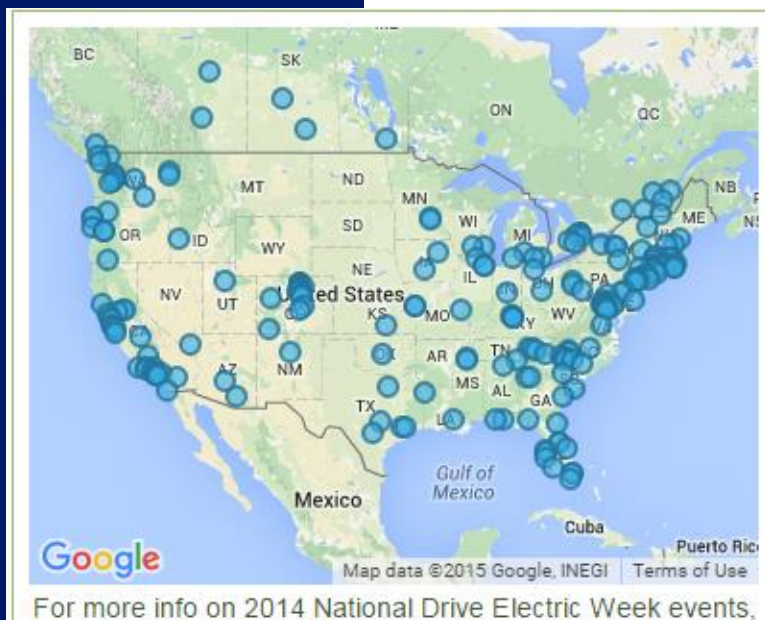 BC
SK
ON
QC
NB
MT
ND
MN
ME
OR
ID
SD
WI
MI
WY
NE
IL
PA
NV
UT
United States
KS
MO
KY
WV
AZ
NM
AR
TN
MS
AL
GA
TX
LA
Gulf of
Mexico
Mexico
Cuba
Puerto Ric
Google
Map data ©2015 Google, INEGI
Terms of Use
For more info on 2014 National Drive Electric Week events,